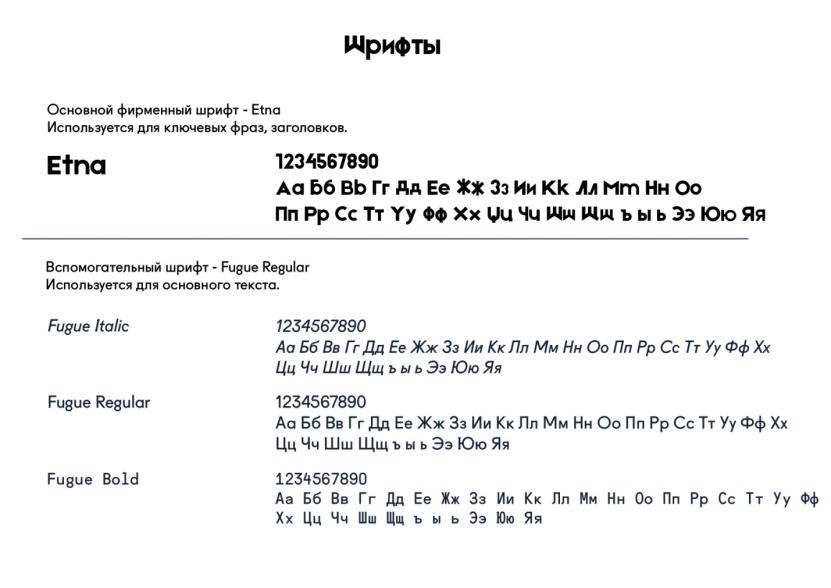 Шрифты
Основной фирменный шрифт - Etna
Используется для ключевых фраз, заголовков.
Etna
1234567890
Аа Бб Bb Гг Дд Ее Жж Зз Ии Кк Лл Мm Нн Оо
Пп Рр Сс Тт Уу Фф Хх Цц Чч Шш Щщ ъ ы ь Ээ Юю Яя
Вспомогательный шрифт - Fugue Regular
Используется для основного текста.
Fugue Italic
1234567890
Аа Бб Вв Гг Дд Ее Жж Зз Ии Кк Лл Мм Нн Оо Пп Рр Сс Тт Уу Фф Хх
Цц Чч Шш Щщ ъ ы ь Ээ Юю Яя
Fugue Regular
1234567890
Аа Бб Вв Гг Дд Ее Жж Зз Ии Кк Лл Мм Нн Оо Пп Рр Сс Тт Уу Фф Хх
Цц Чч Шш Щщ ъ ы ь Ээ Юю Яя
Fugue Bold
1234567890
Аа Бб Вв Гг Дд Ее Жж Зз Ии Кк Лл Мм Нн Оо Пп Рр Сс Тт Уу Фф
Хх Цц Чч Шш Щщ ъ ы ь Ээ Юю Яя